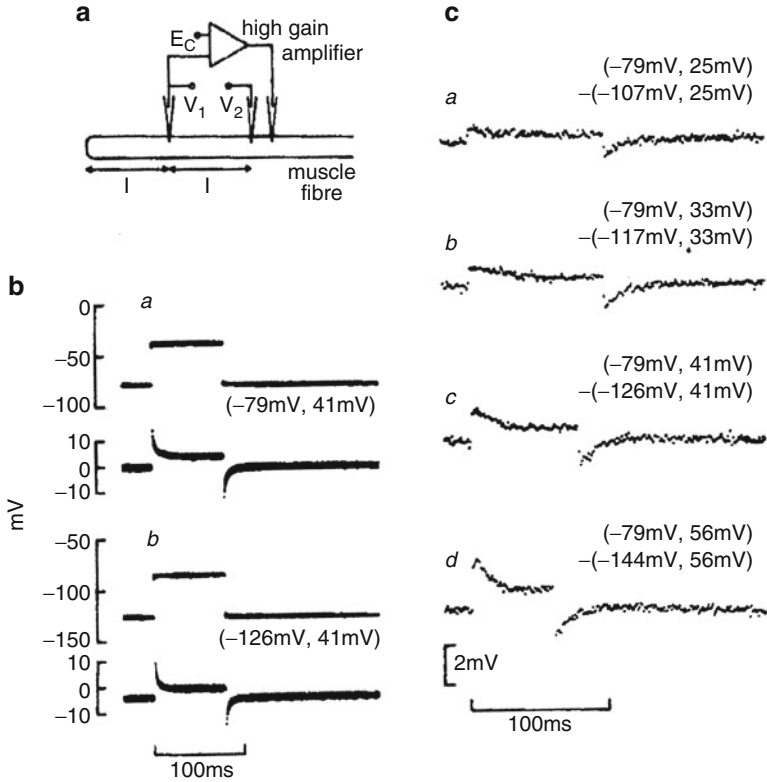 a
E_C
high gain
amplifier
V_1 V_2
l l
muscle
fibre
b
a
0
−50
−100
(−79mV, 41mV)
10
0
−10
mV
b
−50
−100
−150
(−126mV, 41mV)
10
0
−10
100ms
c
(−79mV, 25mV)
a −(−107mV, 25mV)
(−79mV, 33mV)
b −(−117mV, 33mV)
(−79mV, 41mV)
c −(−126mV, 41mV)
(−79mV, 56mV)
d −(−144mV, 56mV)
2mV
100ms